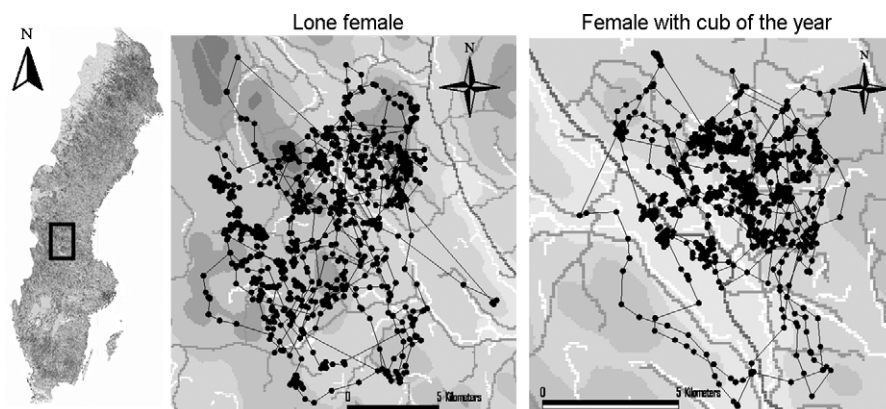 Lone female
Female with cub of the year
N
N
N
0 5 Kilometers
0 5 Kilometers